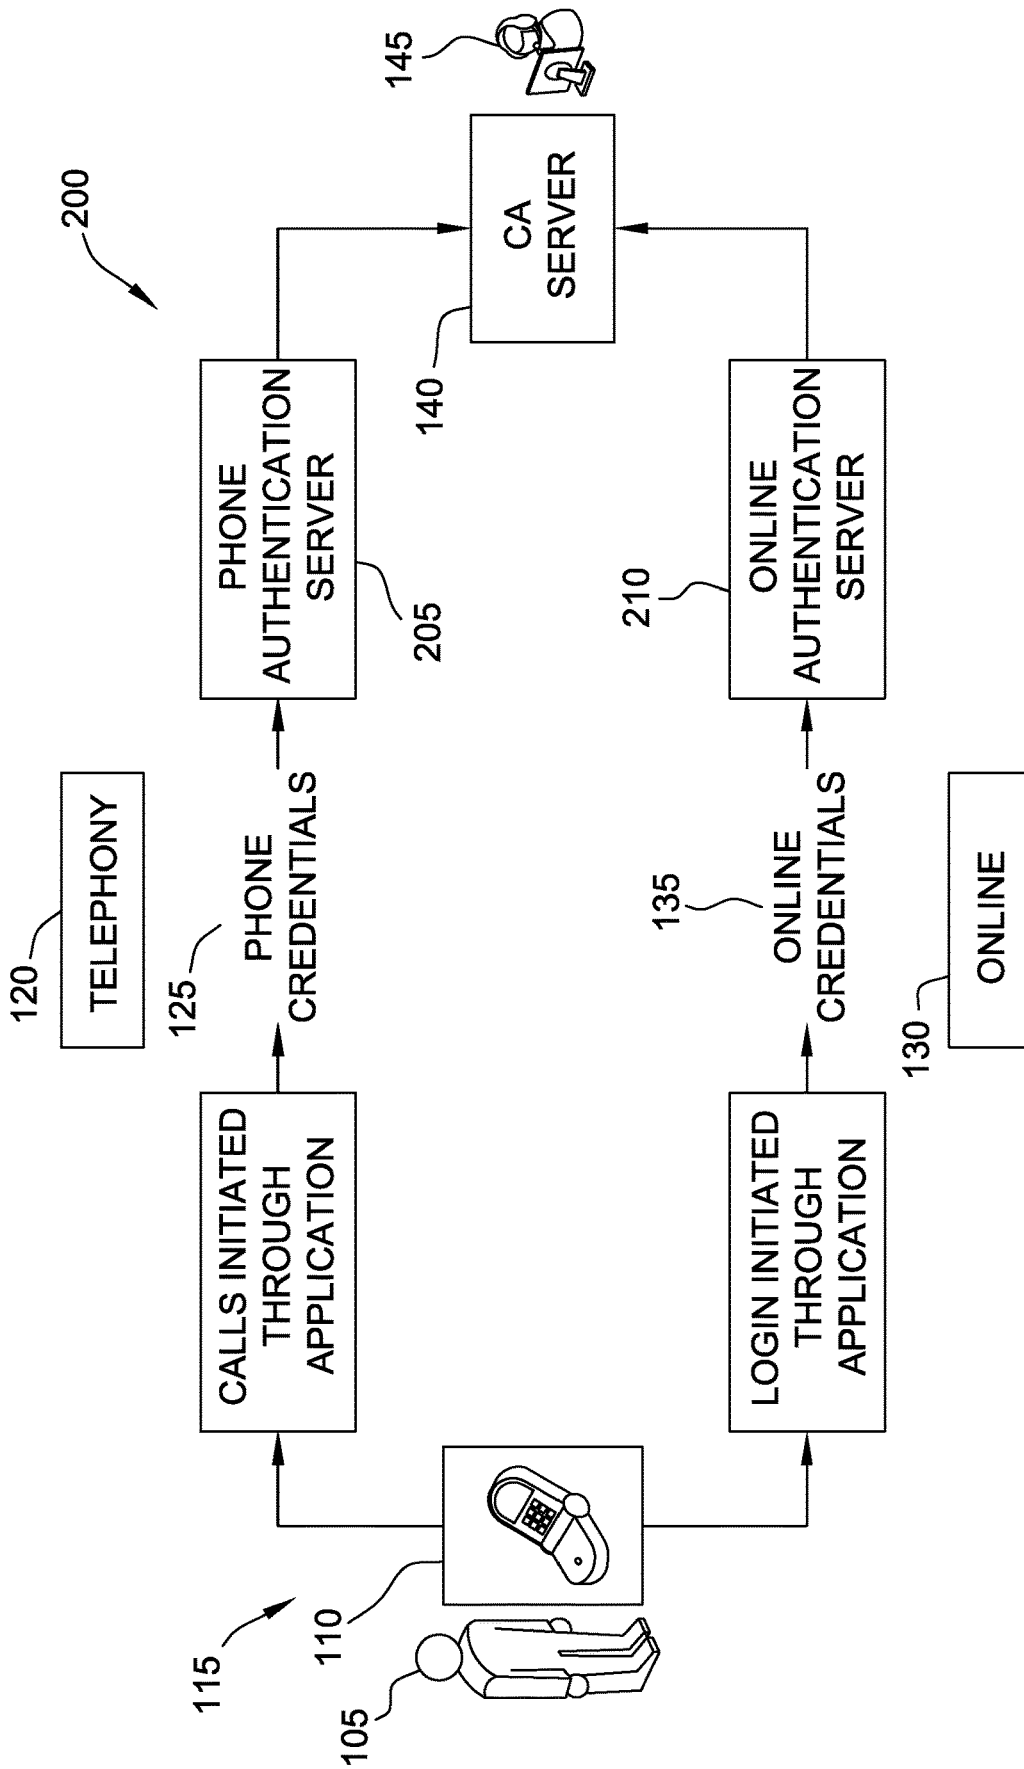 200
120
TELEPHONY
115
CALLS INITIATED
THROUGH
APPLICATION
125
PHONE
CREDENTIALS
PHONE
AUTHENTICATION
SERVER
205
105
110
140
CA
SERVER
145
LOGIN INITIATED
THROUGH
APPLICATION
135
ONLINE
CREDENTIALS
210
ONLINE
AUTHENTICATION
SERVER
130
ONLINE